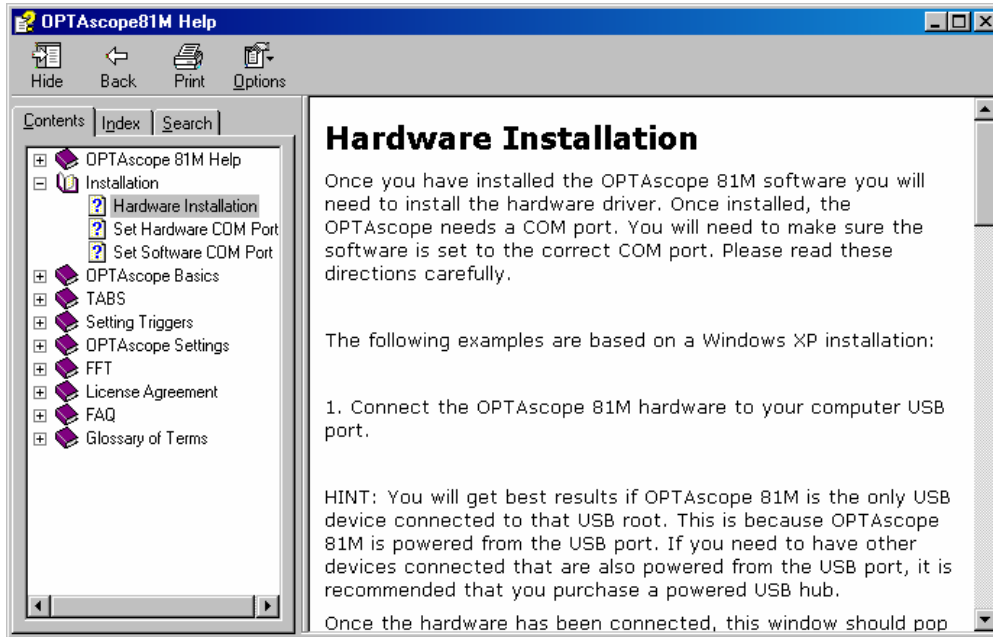 OPTAscope81M Help
Hide Back Print Options
Contents Index Search
OPTAscope 81M Help
Installation
Hardware Installation
Set Hardware COM Port
Set Software COM Port
OPTAscope Basics
TABS
Setting Triggers
OPTAscope Settings
FFT
License Agreement
FAQ
Glossary of Terms
Hardware Installation
Once you have installed the OPTAscope 81M software you will
need to install the hardware driver. Once installed, the
OPTAscope needs a COM port. You will need to make sure the
software is set to the correct COM port. Please read these
directions carefully.
The following examples are based on a Windows XP installation:
1. Connect the OPTAscope 81M hardware to your computer USB
port.
HINT: You will get best results if OPTAscope 81M is the only USB
device connected to that USB root. This is because OPTAscope
81M is powered from the USB port. If you need to have other
devices connected that are also powered from the USB port, it is
recommended that you purchase a powered USB hub.
Once the hardware has been connected, this window should pop